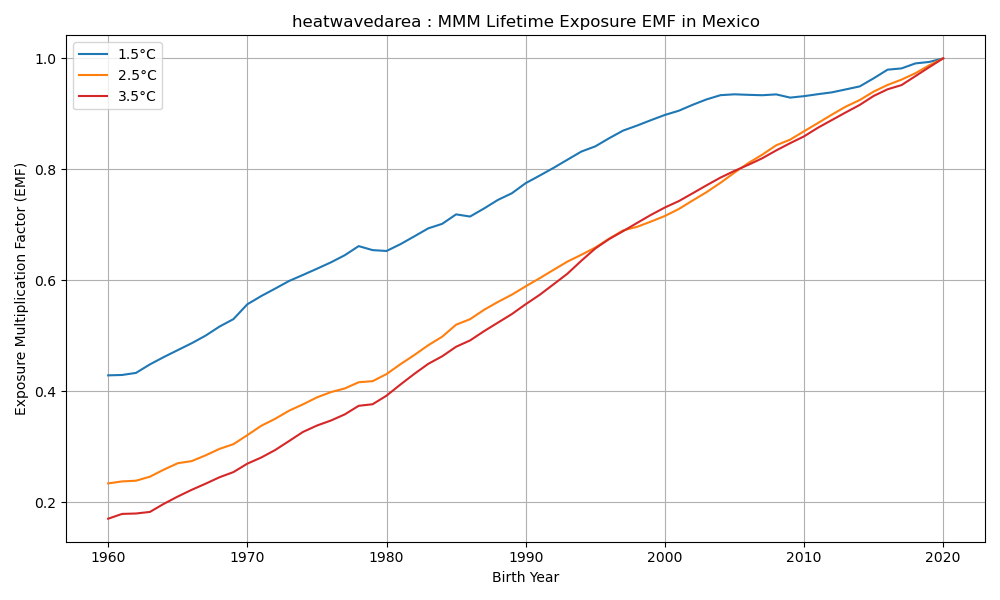 heatwavedarea : MMM Lifetime Exposure EMF in Mexico
1.5°C
2.5°C
3.5°C
Exposure Multiplication Factor (EMF)
1.0
0.8
0.6
0.4
0.2
1960 1970 1980 1990 2000 2010 2020
Birth Year